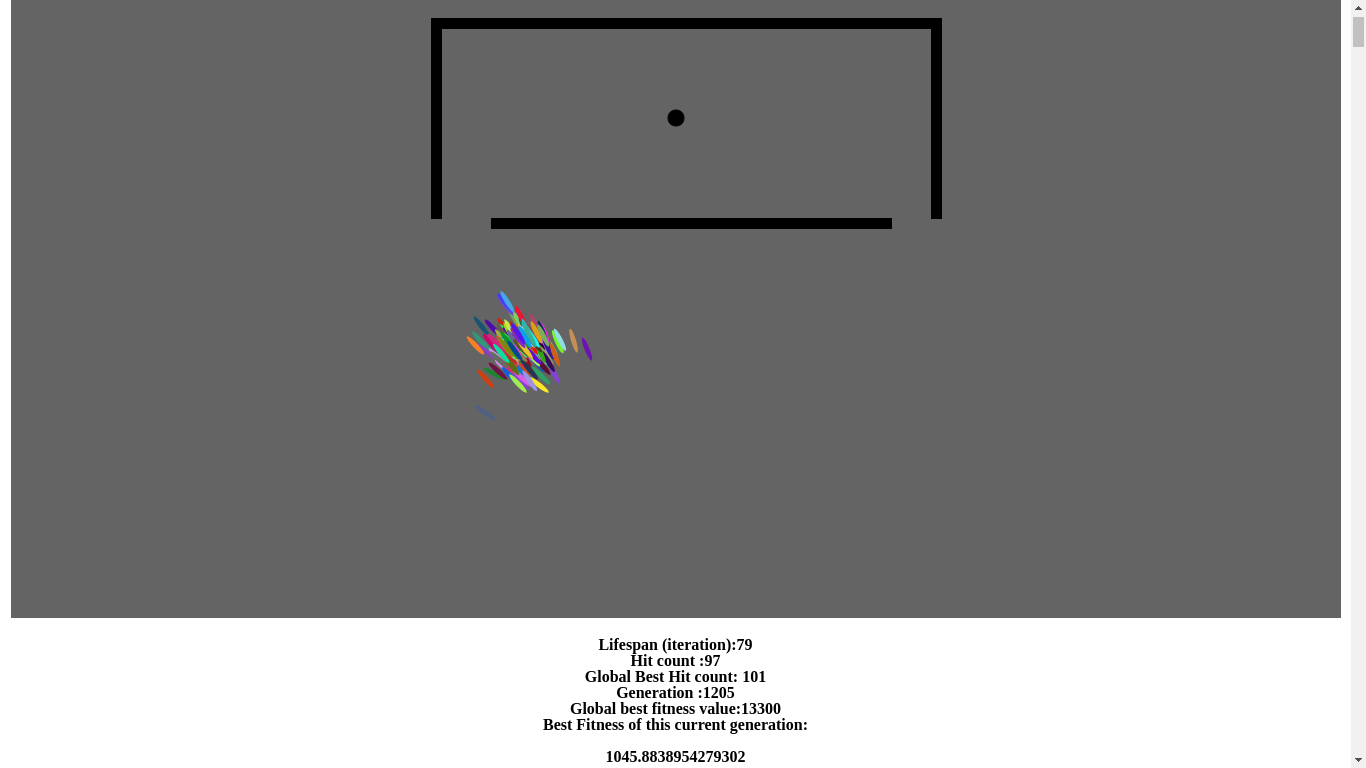 Lifespan (iteration):79
Hit count :97
Global Best Hit count: 101
Generation :1205
Global best fitness value:13300
Best Fitness of this current generation:
1045.8838954279302